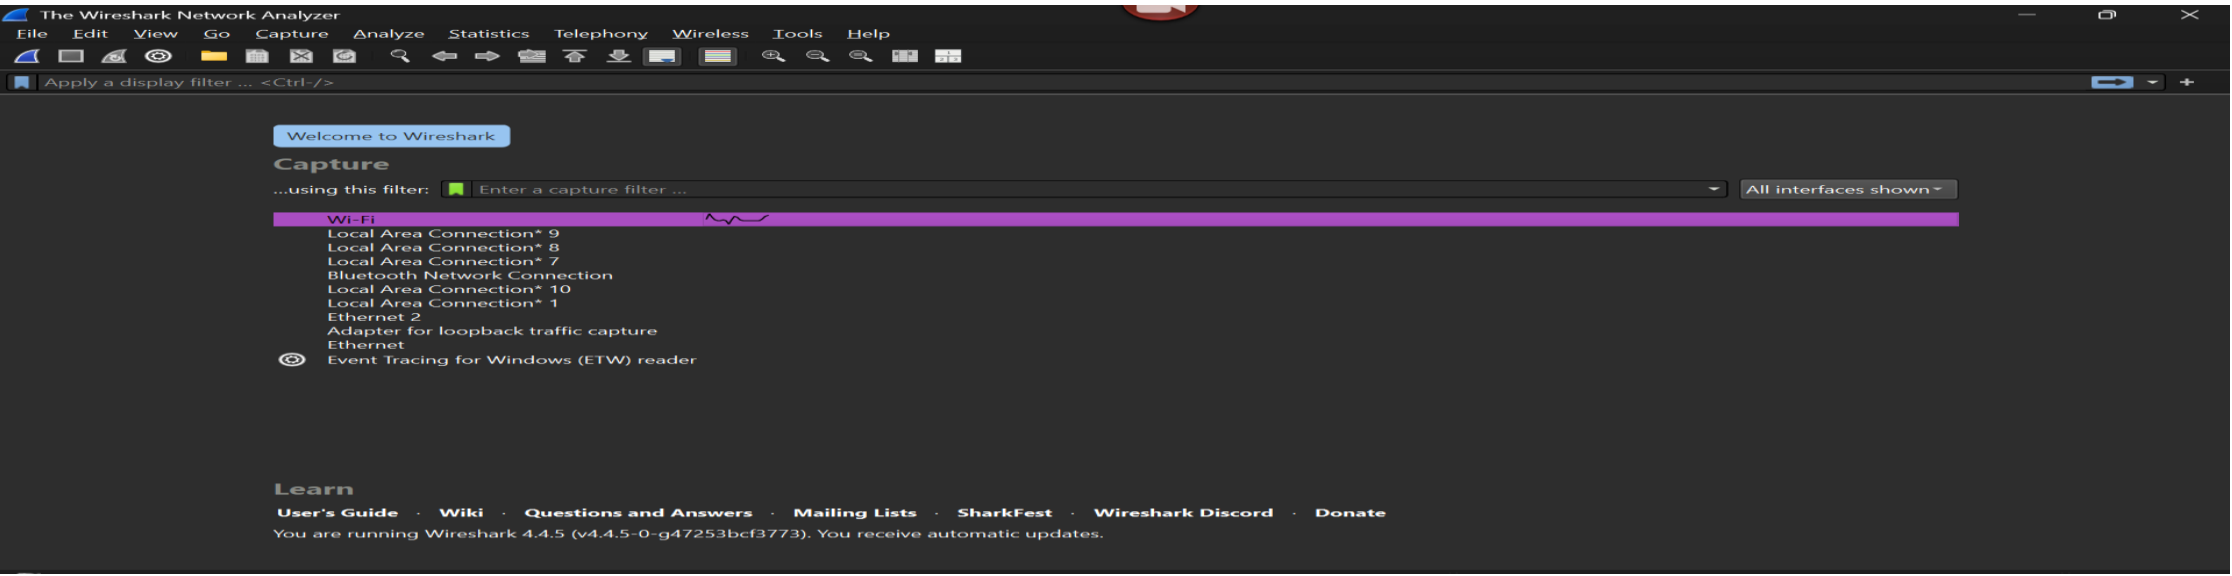 The Wireshark Network Analyzer
File Edit View Go Capture Analyze Statistics Telephony Wireless Tools Help
Apply a display filter ... <Ctrl-/>
Welcome to Wireshark
Capture
...using this filter: Enter a capture filter ... All interfaces shown
Wi-Fi
Local Area Connection* 9
Local Area Connection* 8
Local Area Connection* 7
Bluetooth Network Connection
Local Area Connection* 10
Local Area Connection* 1
Ethernet 2
Adapter for loopback traffic capture
Ethernet
Event Tracing for Windows (ETW) reader
Learn
User's Guide · Wiki · Questions and Answers · Mailing Lists · SharkFest · Wireshark Discord · Donate
You are running Wireshark 4.4.5 (v4.4.5-0-g47253bcf3773). You receive automatic updates.